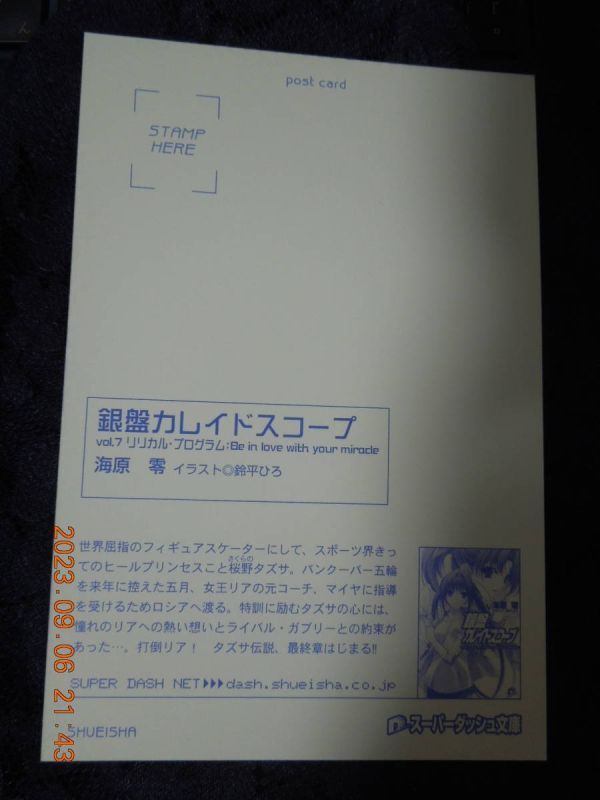 post card
STAMP
HERE
銀盤カレイドスコープ
vol.7 リリカル・プログラム:Be in love with your miracle
海原 零 イラスト◎鈴平ひろ
世界屈指のフィギュアスケーターにして、スポーツ界きっ
さくらの
てのヒールプリンセスこと桜野タズサ。バンクーバー五輪
を来年に控えた五月、女王リアの元コーチ、マイヤに指導
を受けるためロシアへ渡る。特訓に励むタズサの心には、
憧れのリアへの熱い想いとライバル・ガブリーとの約束が
あった…。打倒リア! タズサ伝説、最終章はじまる!!
SUPER DASH NET▶▶▶dash.shueisha.co.jp
銀盤
カレイドスコープ
SHUEISHA
スーパーダッシュ文庫
2023.09.06 21:43